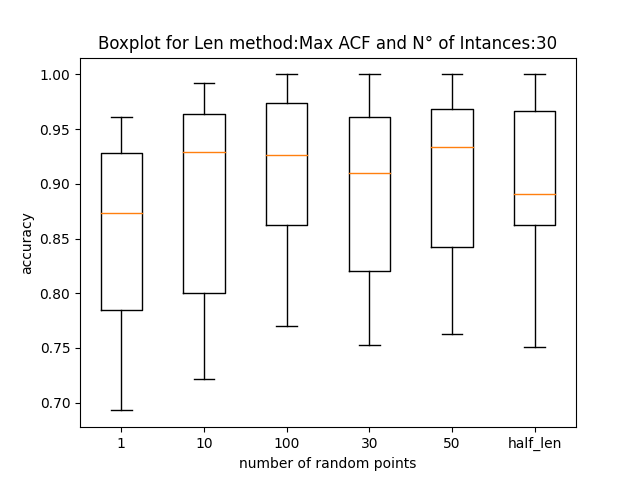 Boxplot for Len method:Max ACF and N° of Intances:30
1.00
0.95
0.90
0.85
0.80
0.75
0.70
accuracy
1 10 100 30 50 half_len
number of random points